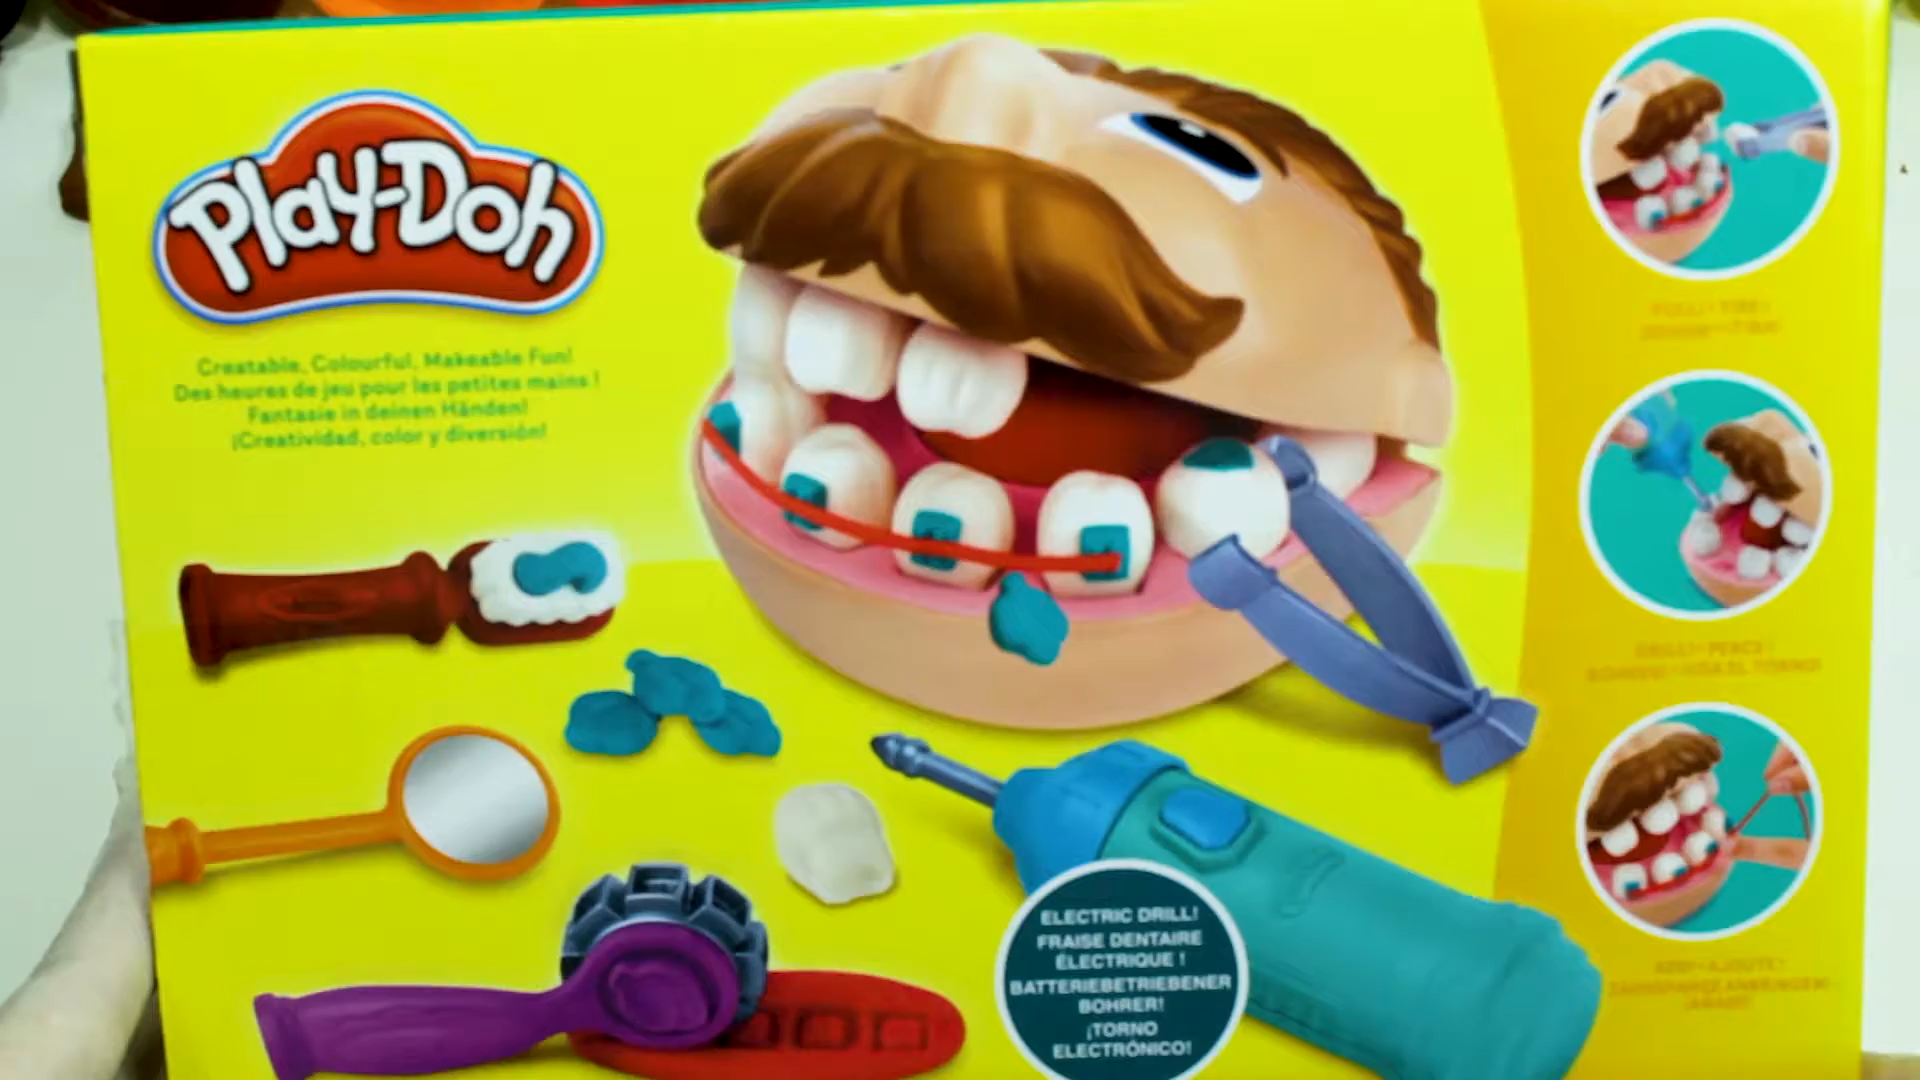 Play-Doh
Creatable, Colourful, Makeable Fun!
Des heures de jeu pour les petites mains !
Fantasie in deinen Händen!
¡Creatividad, color y diversión!
ELECTRIC DRILL!
FRAISE DENTAIRE
ÉLECTRIQUE !
BATTERIEBETRIEBENER
BOHRER!
¡TORNO
ELECTRÓNICO!